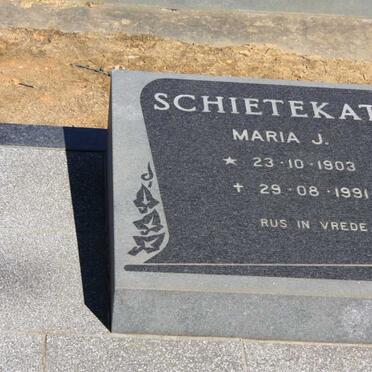 SCHIETEKAT
MARIA J.
★ 23·10·1903
✝ 29·08·1991
RUS IN VREDE